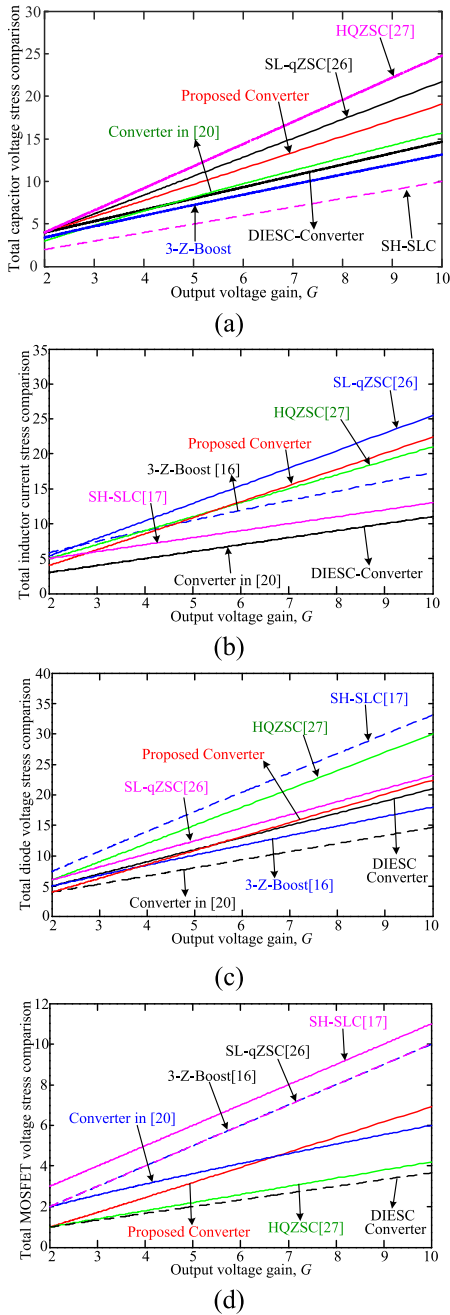 Total capacitor voltage stress comparison
30
25
20
15
10
5
0
HQZSC[27]
SL-qZSC[26]
Proposed Converter
Converter in [20]
3-Z-Boost
DIESC-Converter
SH-SLC
2 3 4 5 6 7 8 9 10
Output voltage gain, G
(a)
Total inductor current stress comparison
35
30
25
20
15
10
5
0
SL-qZSC[26]
HQZSC[27]
Proposed Converter
3-Z-Boost [16]
SH-SLC[17]
Converter in [20]
DIESC-Converter
2 3 4 5 6 7 8 9 10
Output voltage gain, G
(b)
Total diode voltage stress comparison
40
35
30
25
20
15
10
5
0
SH-SLC[17]
HQZSC[27]
Proposed Converter
SL-qZSC[26]
Converter in [20]
3-Z-Boost[16]
DIESC
Converter
2 3 4 5 6 7 8 9 10
Output voltage gain, G
(c)
Total MOSFET voltage stress comparison
12
10
8
6
4
2
0
SH-SLC[17]
SL-qZSC[26]
3-Z-Boost[16]
Converter in [20]
Proposed Converter
HQZSC[27]
DIESC
Converter
2 3 4 5 6 7 8 9 10
Output voltage gain, G
(d)